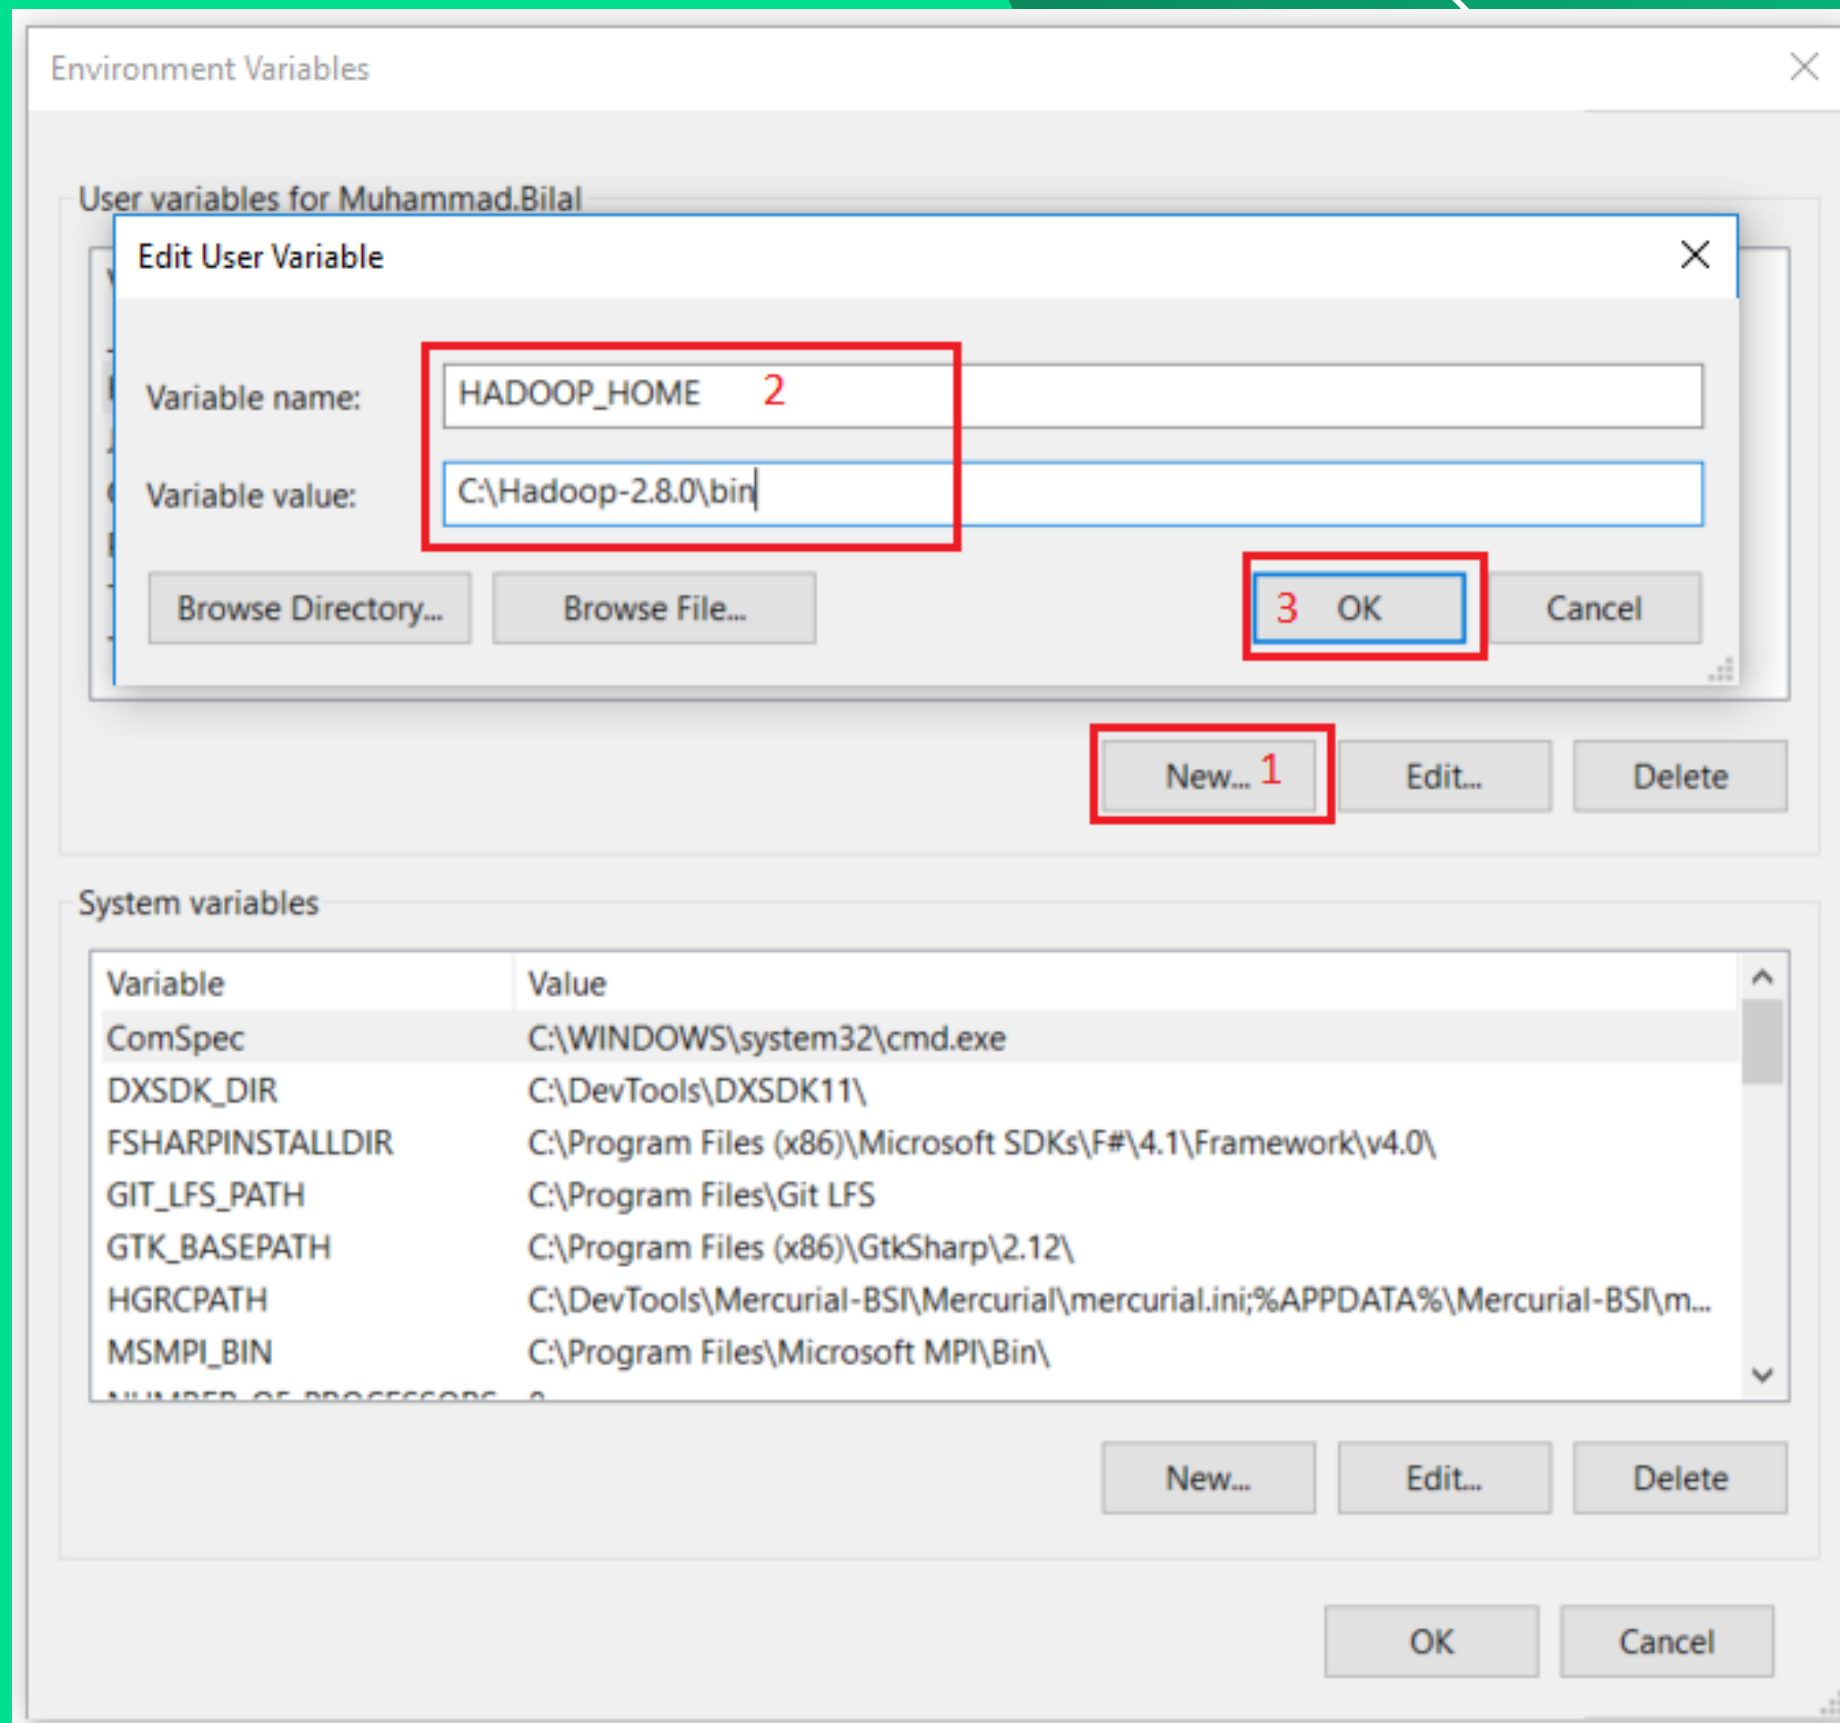 Environment Variables
User variables for Muhammad.Bilal
Edit User Variable
Variable name: HADOOP_HOME 2
Variable value: C:\Hadoop-2.8.0\bin
Browse Directory... Browse File... 3 OK Cancel
New... 1 Edit... Delete
System variables
Variable Value
ComSpec C:\WINDOWS\system32\cmd.exe
DXSDK_DIR C:\DevTools\DXSDK11\
FSHARPINSTALLDIR C:\Program Files (x86)\Microsoft SDKs\F#\4.1\Framework\v4.0\
GIT_LFS_PATH C:\Program Files\Git LFS
GTK_BASEPATH C:\Program Files (x86)\GtkSharp\2.12\
HGRCPATH C:\DevTools\Mercurial-BSI\Mercurial\mercurial.ini;%APPDATA%\Mercurial-BSI\m...
MSMPI_BIN C:\Program Files\Microsoft MPI\Bin\
NUMBER_OF_PROCESSORS
New... Edit... Delete
OK Cancel